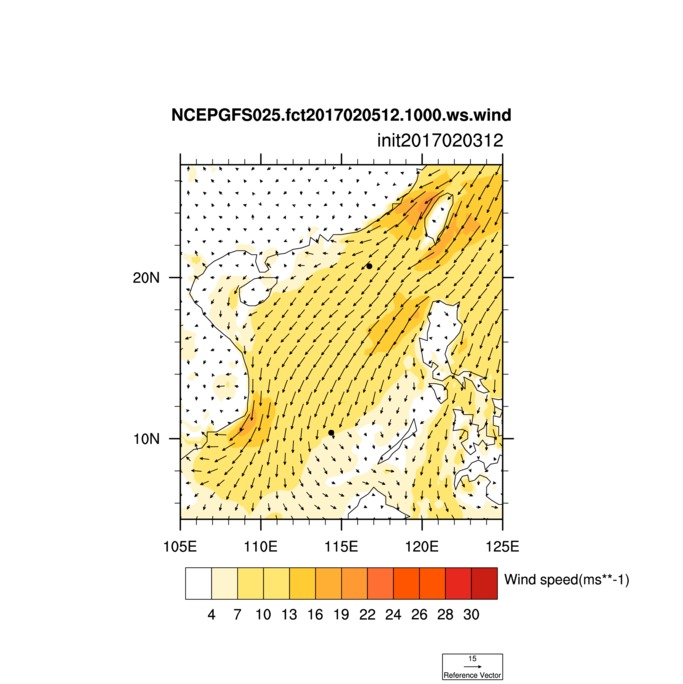 NCEPGFS025.fct2017020512.1000.ws.wind
init2017020312
20N
10N
105E 110E 115E 120E 125E
Wind speed(ms**-1)
4 7 10 13 16 19 22 24 26 28 30
15
Reference Vector